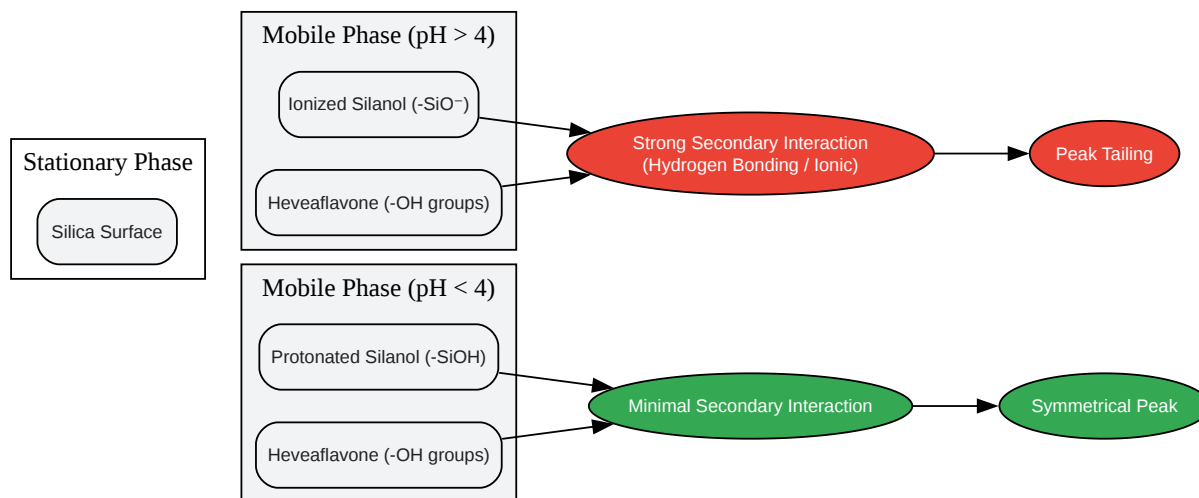 Stationary Phase
Silica Surface
Mobile Phase (pH > 4)
Ionized Silanol (-SiO⁻)
Heveaflavone (-OH groups)
Strong Secondary Interaction
(Hydrogen Bonding / Ionic)
Peak Tailing
Mobile Phase (pH < 4)
Protonated Silanol (-SiOH)
Heveaflavone (-OH groups)
Minimal Secondary Interaction
Symmetrical Peak